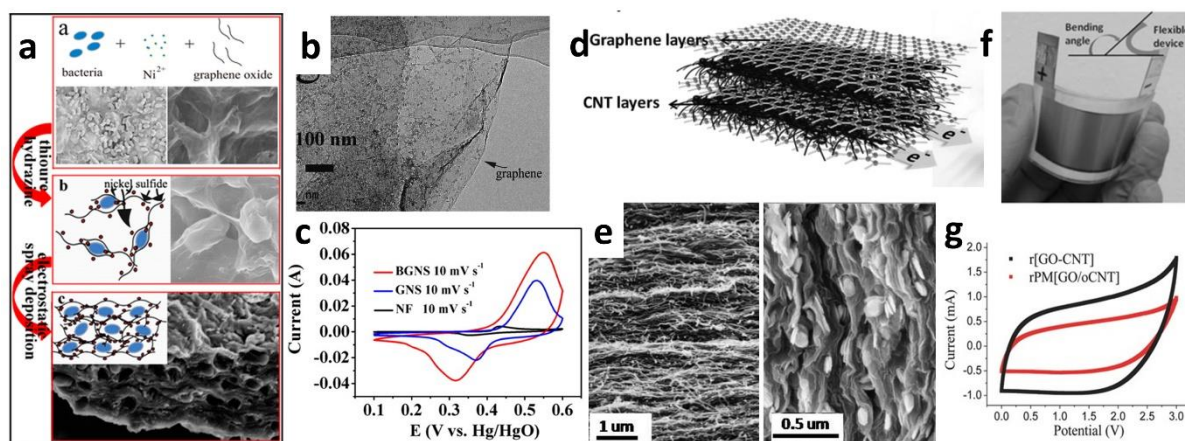 a
a
bacteria + Ni²⁺ + graphene oxide
thiourea
hydrazine
b
nickel sulfide
electrostatic
spray deposition
c
b
100 nm
graphene
c
Current (A)
0.08
0.06
0.04
0.02
0.00
-0.02
-0.04
BGNS 10 mV s⁻¹
GNS 10 mV s⁻¹
NF 10 mV s⁻¹
0.1 0.2 0.3 0.4 0.5 0.6
E (V vs. Hg/HgO)
d
Graphene layers
CNT layers
e⁻
e⁻
e
1 um
0.5 um
f
Bending
angle
Flexible
device
+
-
g
Current (mA)
2.0
1.5
1.0
0.5
0.0
-0.5
-1.0
r[GO-CNT]
rPM[GO/oCNT]
0.0 0.5 1.0 1.5 2.0 2.5 3.0
Potential (V)